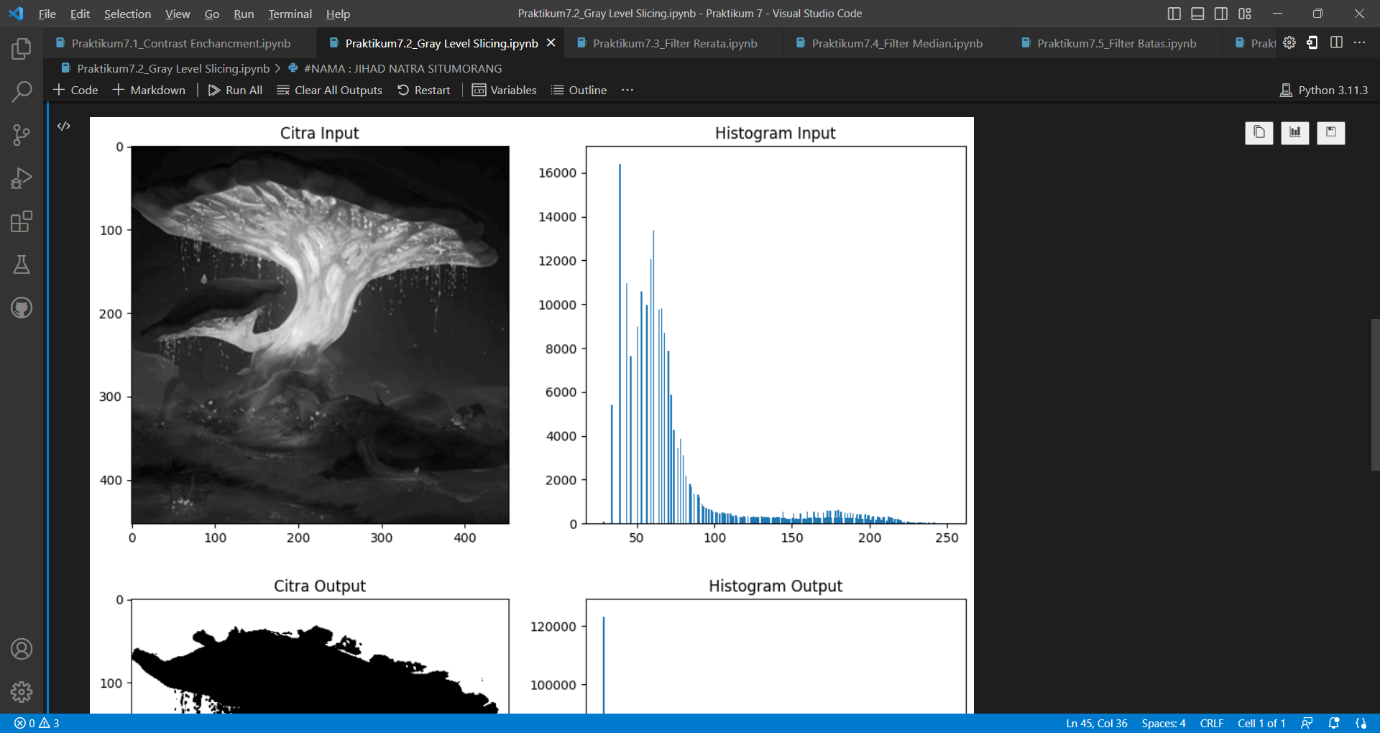 File Edit Selection View Go Run Terminal Help Praktikum7.2_Gray Level Slicing.ipynb - Praktikum 7 - Visual Studio Code
Praktikum7.1_Contrast Enchancment.ipynb Praktikum7.2_Gray Level Slicing.ipynb Praktikum7.3_Filter Rerata.ipynb Praktikum7.4_Filter Median.ipynb Praktikum7.5_Filter Batas.ipynb Prakt
Praktikum7.2_Gray Level Slicing.ipynb > #NAMA : JIHAD NATRA SITUMORANG
+ Code + Markdown Run All Clear All Outputs Restart Variables Outline ... Python 3.11.3
Citra Input
0
100
200
300
400
0 100 200 300 400
Histogram Input
16000
14000
12000
10000
8000
6000
4000
2000
0
50 100 150 200 250
Citra Output
0
100
Histogram Output
120000
100000
0 3 Ln 45, Col 36 Spaces: 4 CRLF Cell 1 of 1